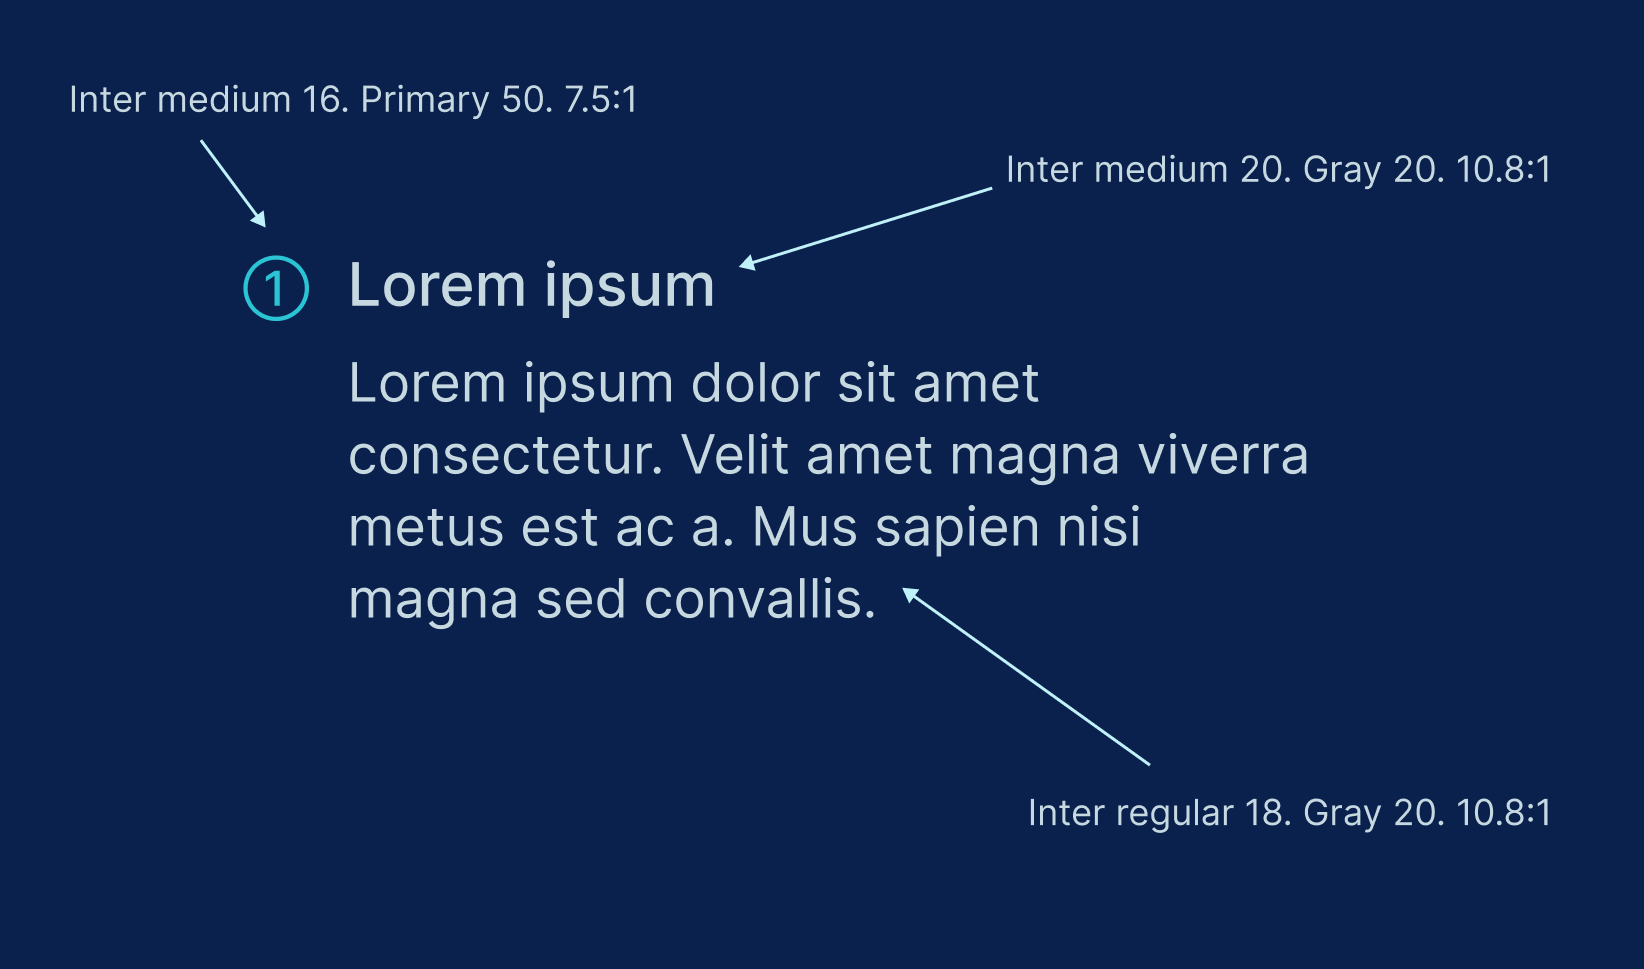 Inter medium 16. Primary 50. 7.5:1
Inter medium 20. Gray 20. 10.8:1
1 Lorem ipsum
Lorem ipsum dolor sit amet
consectetur. Velit amet magna viverra
metus est ac a. Mus sapien nisi
magna sed convallis.
Inter regular 18. Gray 20. 10.8:1